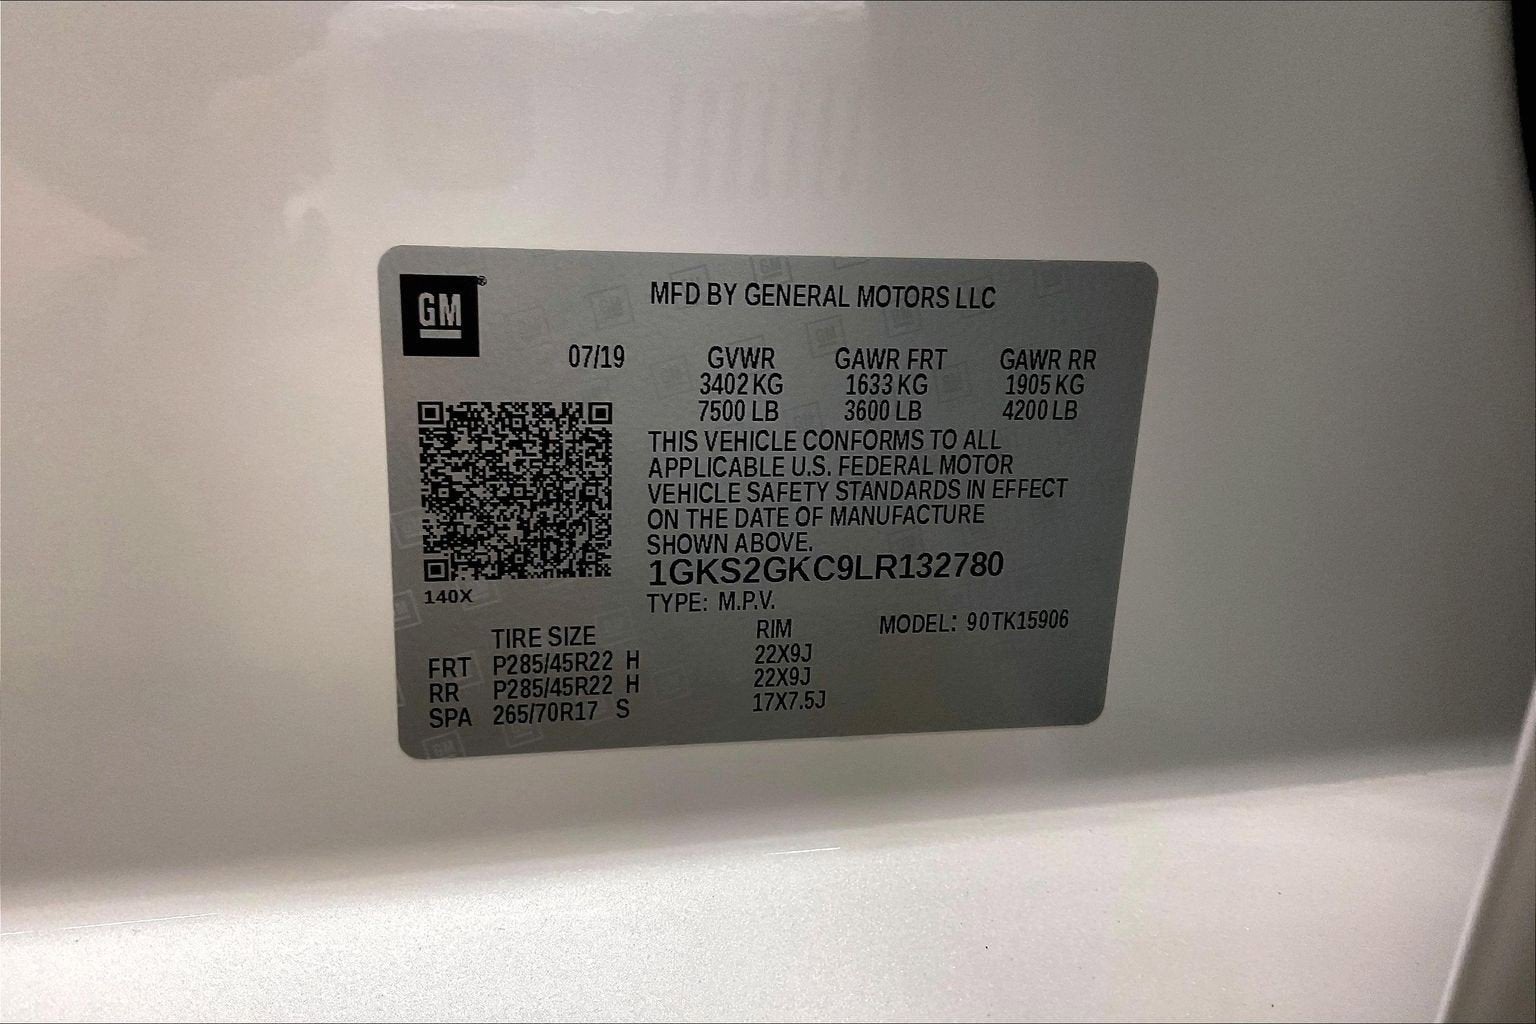 GM®
MFD BY GENERAL MOTORS LLC
07/19 GVWR GAWR FRT GAWR RR
3402 KG 1633 KG 1905 KG
7500 LB 3600 LB 4200 LB
THIS VEHICLE CONFORMS TO ALL
APPLICABLE U.S. FEDERAL MOTOR
VEHICLE SAFETY STANDARDS IN EFFECT
ON THE DATE OF MANUFACTURE
SHOWN ABOVE.
1GKS2GKC9LR132780
140X
TYPE: M.P.V.
MODEL: 90TK15906
TIRE SIZE RIM
FRT P285/45R22 H 22X9J
RR P285/45R22 H 22X9J
SPA 265/70R17 S 17X7.5J